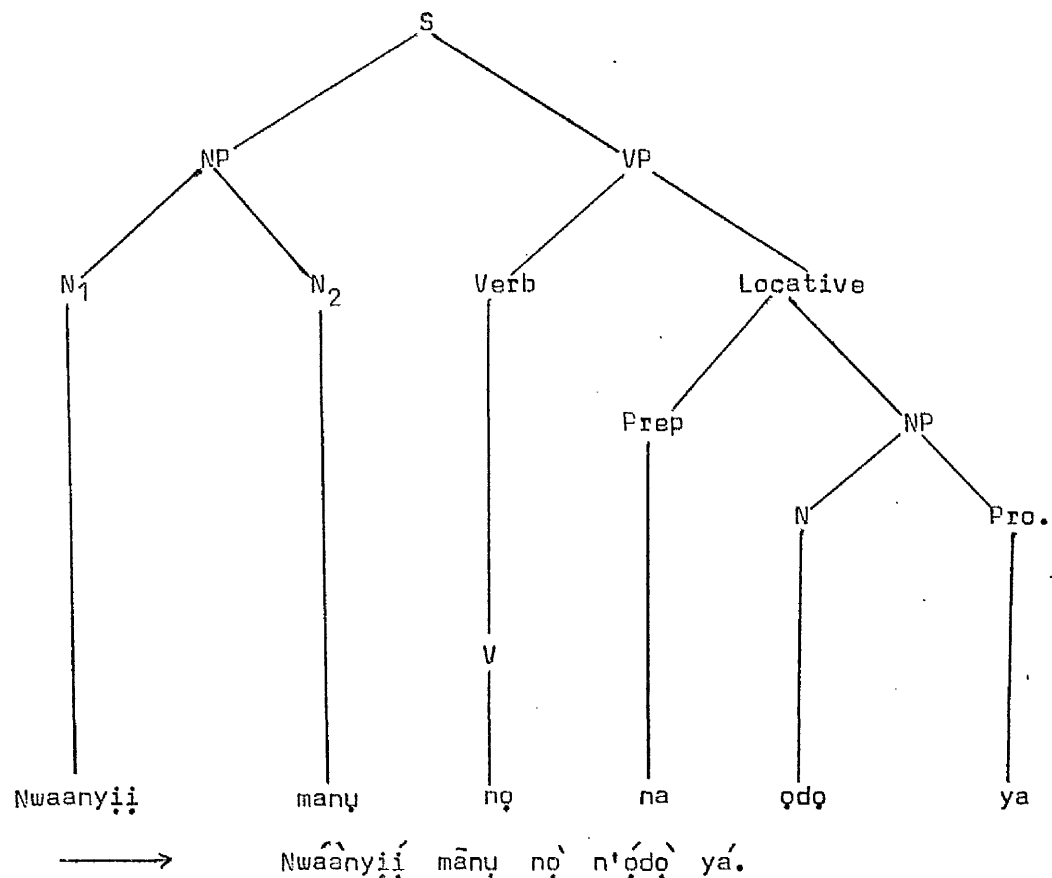 S
NP VP
N1 N2 Verb Locative
Prep NP
N Pro.
V
Nwaanyịị manụ nọ na ọdọ ya
→ Nwáànyị́ị́ mānụ nọ̀ n'ọ́dọ̀ yá.